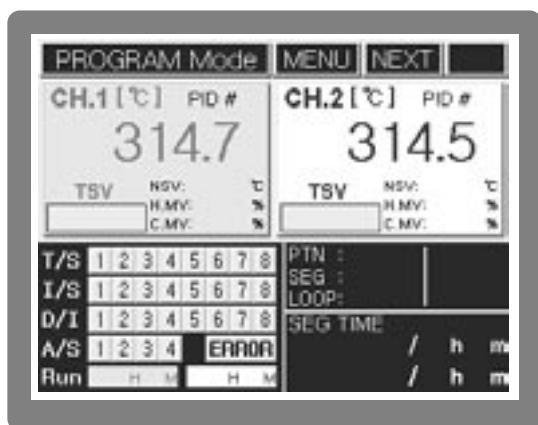 PROGRAM Mode MENU NEXT
CH.1 [℃] PID #
314.7
TSV NSV: ℃
H.MV: %
C.MV: %
CH.2 [℃] PID #
314.5
TSV NSV: ℃
H.MV: %
C.MV: %
T/S 1 2 3 4 5 6 7 8
I/S 1 2 3 4 5 6 7 8
D/I 1 2 3 4 5 6 7 8
A/S 1 2 3 4 ERROR
Run H M H M
PTN :
SEG :
LOOP:
SEG TIME
/ h m
/ h m